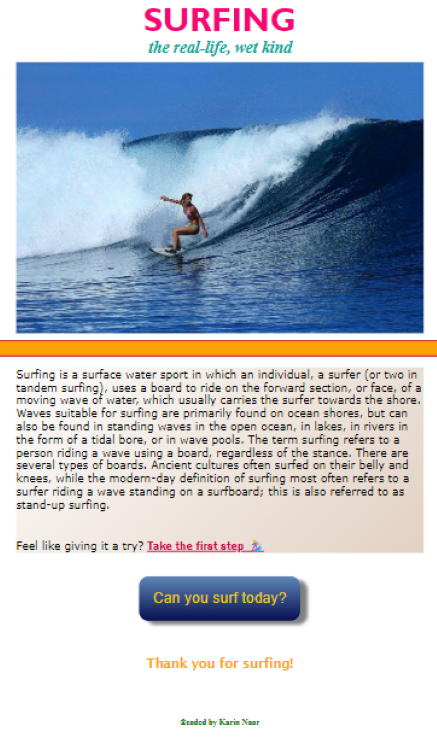 SURFING
the real-life, wet kind
Surfing is a surface water sport in which an individual, a surfer (or two in
tandem surfing), uses a board to ride on the forward section, or face, of a
moving wave of water, which usually carries the surfer towards the shore.
Waves suitable for surfing are primarily found on ocean shores, but can
also be found in standing waves in the open ocean, in lakes, in rivers in
the form of a tidal bore, or in wave pools. The term surfing refers to a
person riding a wave using a board, regardless of the stance. There are
several types of boards. Ancient cultures often surfed on their belly and
knees, while the modern-day definition of surfing most often refers to a
surfer riding a wave standing on a surfboard; this is also referred to as
stand-up surfing.
Feel like giving it a try? Take the first step 🏄
Can you surf today?
Thank you for surfing!
by Karin